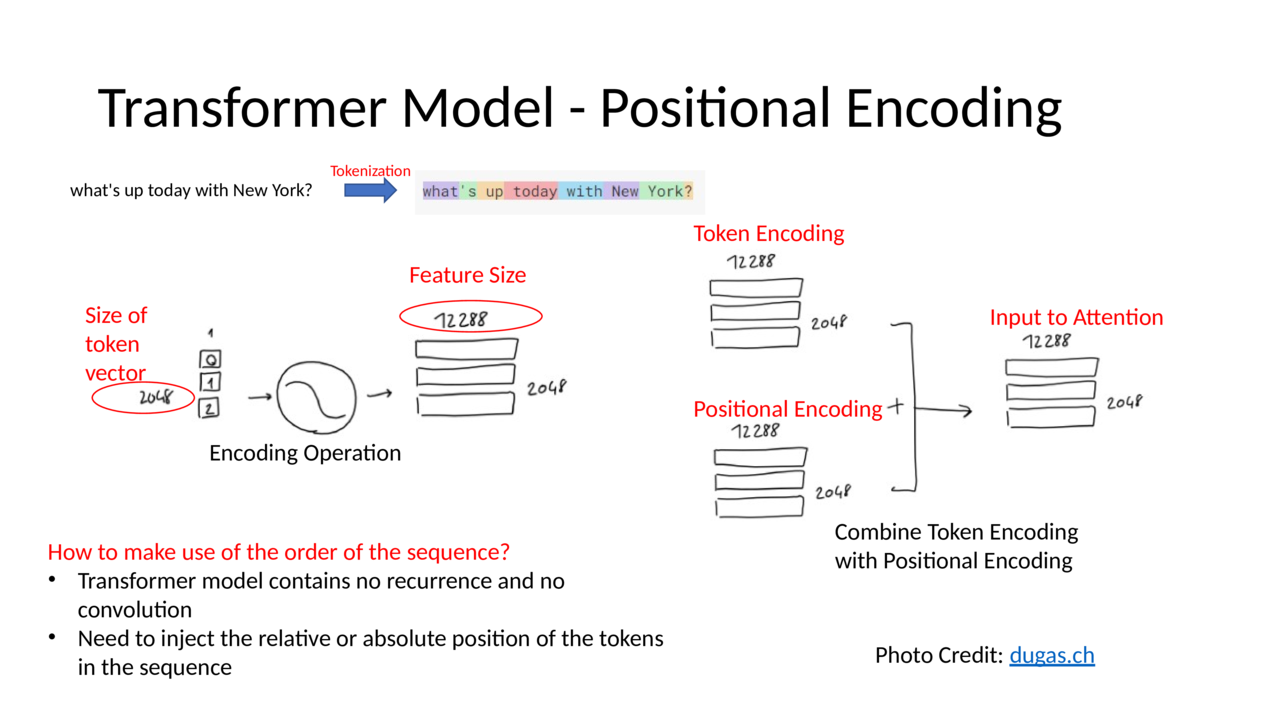 Transformer Model - Positional Encoding
Tokenization
what's up today with New York?
what's up today with New York?
Token Encoding
12288
2048
Feature Size
12288
2048
Size of
token
vector
2048
1
0
1
2
Encoding Operation
Positional Encoding +
12288
2048
Input to Attention
12288
2048
Combine Token Encoding
with Positional Encoding
How to make use of the order of the sequence?
• Transformer model contains no recurrence and no
convolution
• Need to inject the relative or absolute position of the tokens
in the sequence
Photo Credit: dugas.ch